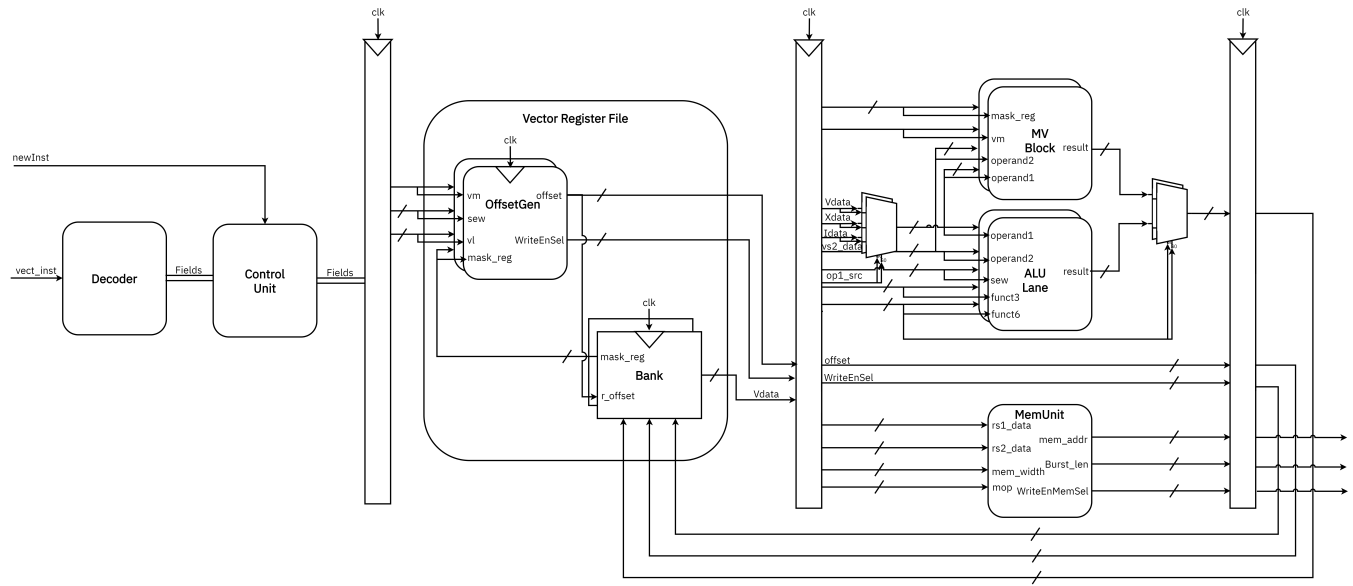 clk
clk
clk
Vector Register File
clk
newInst
vect_inst
Decoder
Fields
Control
Unit
Fields
vm
OffsetGen
offset
sew
WriteEnSel
vl
mask_reg
clk
mask_reg
Bank
r_offset
Vdata
mask_reg
MV
Block
vm
result
operand2
operand1
Vdata
Xdata
Idata
vs2_data
op1_src
operand1
operand2
ALU
Lane
result
sew
funct3
funct6
offset
WriteEnSel
MemUnit
rs1_data
mem_addr
rs2_data
Burst_len
mem_width
mop
WriteEnMemSel